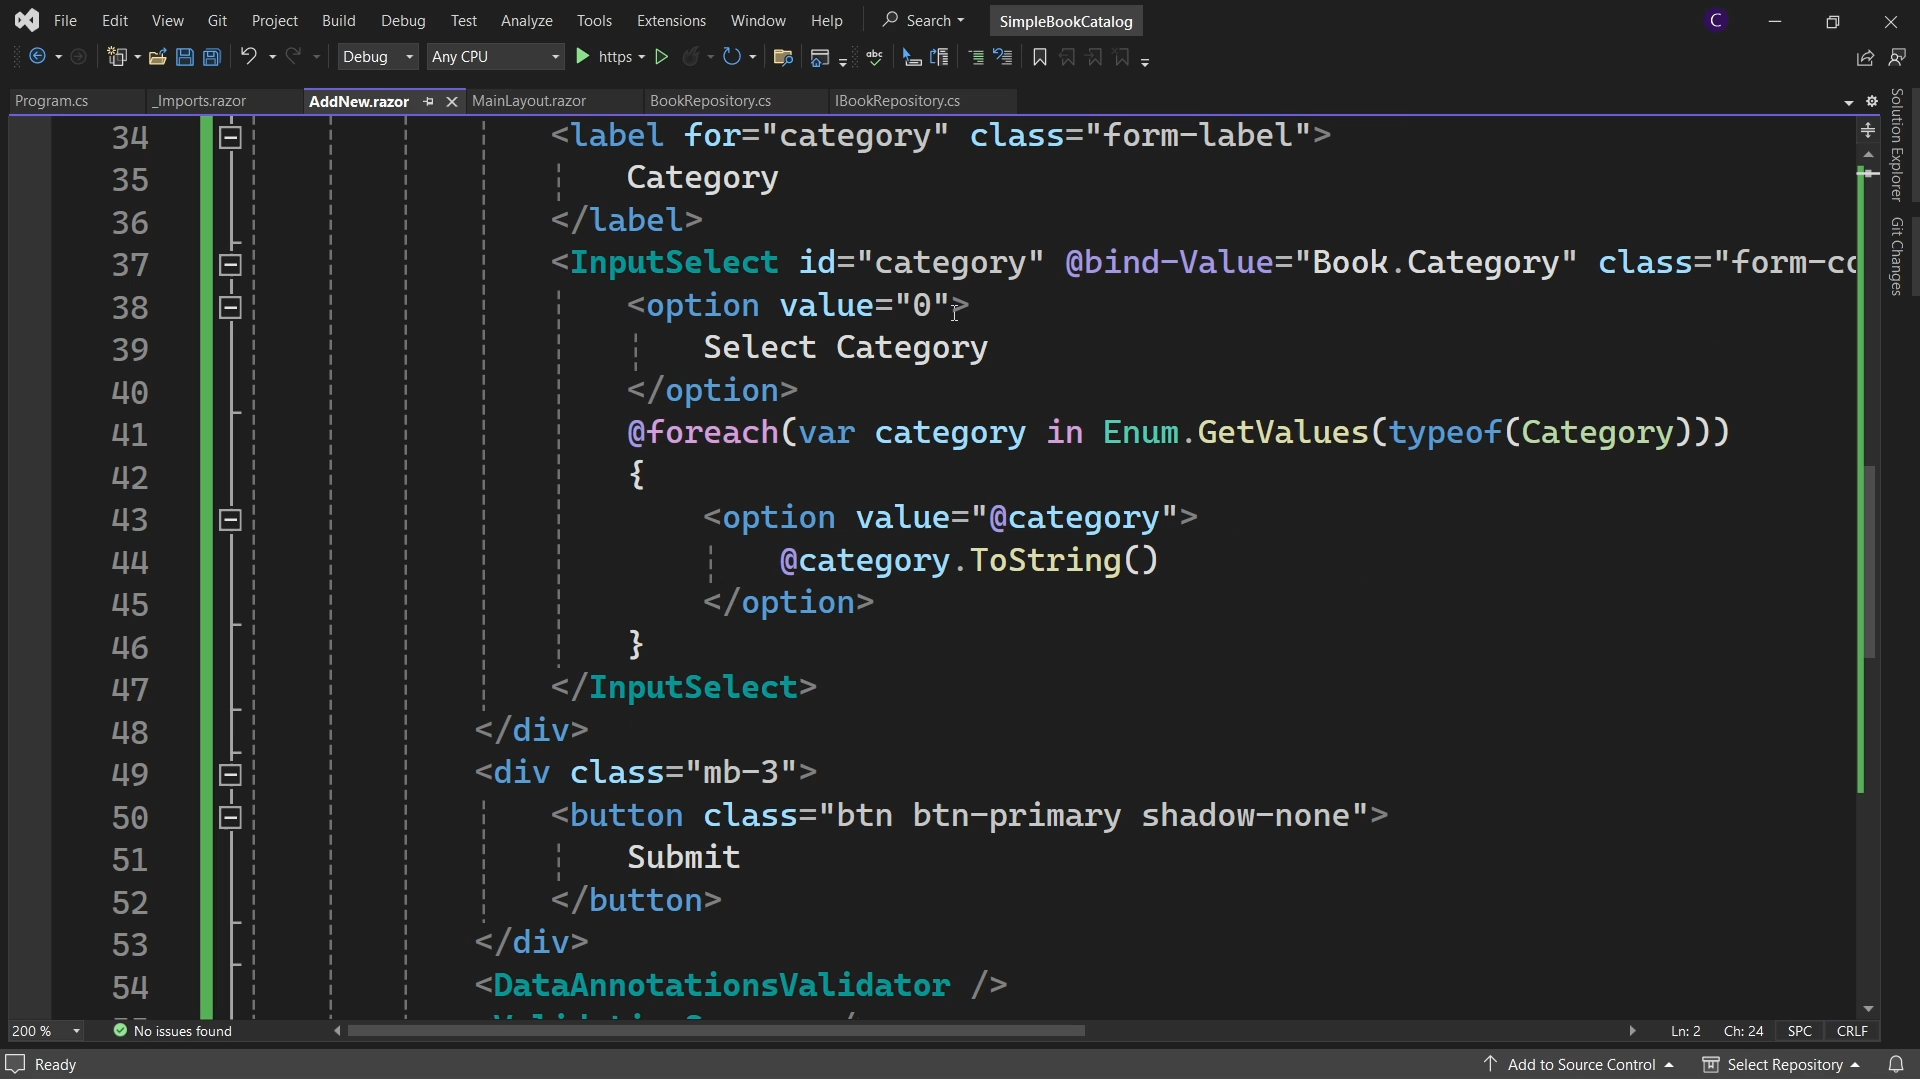 File Edit View Git Project Build Debug Test Analyze Tools Extensions Window Help Search SimpleBookCatalog C
Debug Any CPU https abc
Program.cs _Imports.razor AddNew.razor MainLayout.razor BookRepository.cs IBookRepository.cs
34 <label for="category" class="form-label">
35 Category
36 </label>
37 <InputSelect id="category" @bind-Value="Book.Category" class="form-co
38 <option value="0">
39 Select Category
40 </option>
41 @foreach(var category in Enum.GetValues(typeof(Category)))
42 {
43 <option value="@category">
44 @category.ToString()
45 </option>
46 }
47 </InputSelect>
48 </div>
49 <div class="mb-3">
50 <button class="btn btn-primary shadow-none">
51 Submit
52 </button>
53 </div>
54 <DataAnnotationsValidator />
Solution Explorer
Git Changes
200 % No issues found Ln: 2 Ch: 24 SPC CRLF
Ready Add to Source Control Select Repository